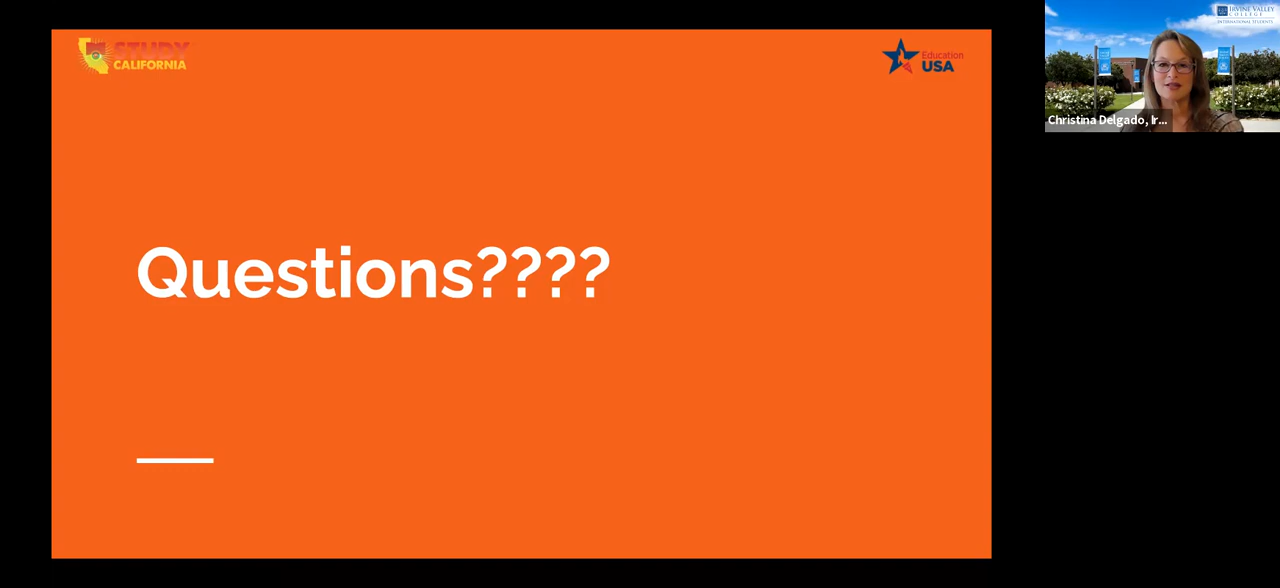 STUDY
CALIFORNIA
Education
USA
Questions????
IRVINE VALLEY
COLLEGE
INTERNATIONAL STUDENTS
Christina Delgado, Ir...